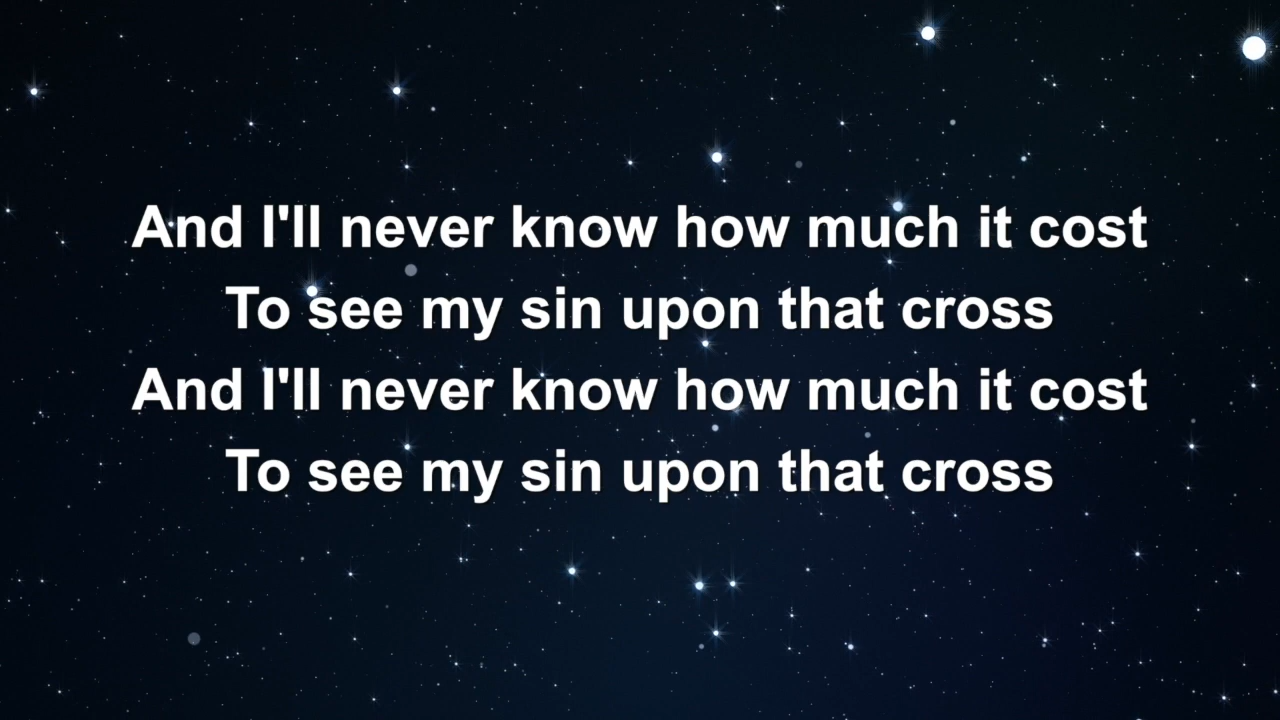 And I'll never know how much it cost
To see my sin upon that cross
And I'll never know how much it cost
To see my sin upon that cross